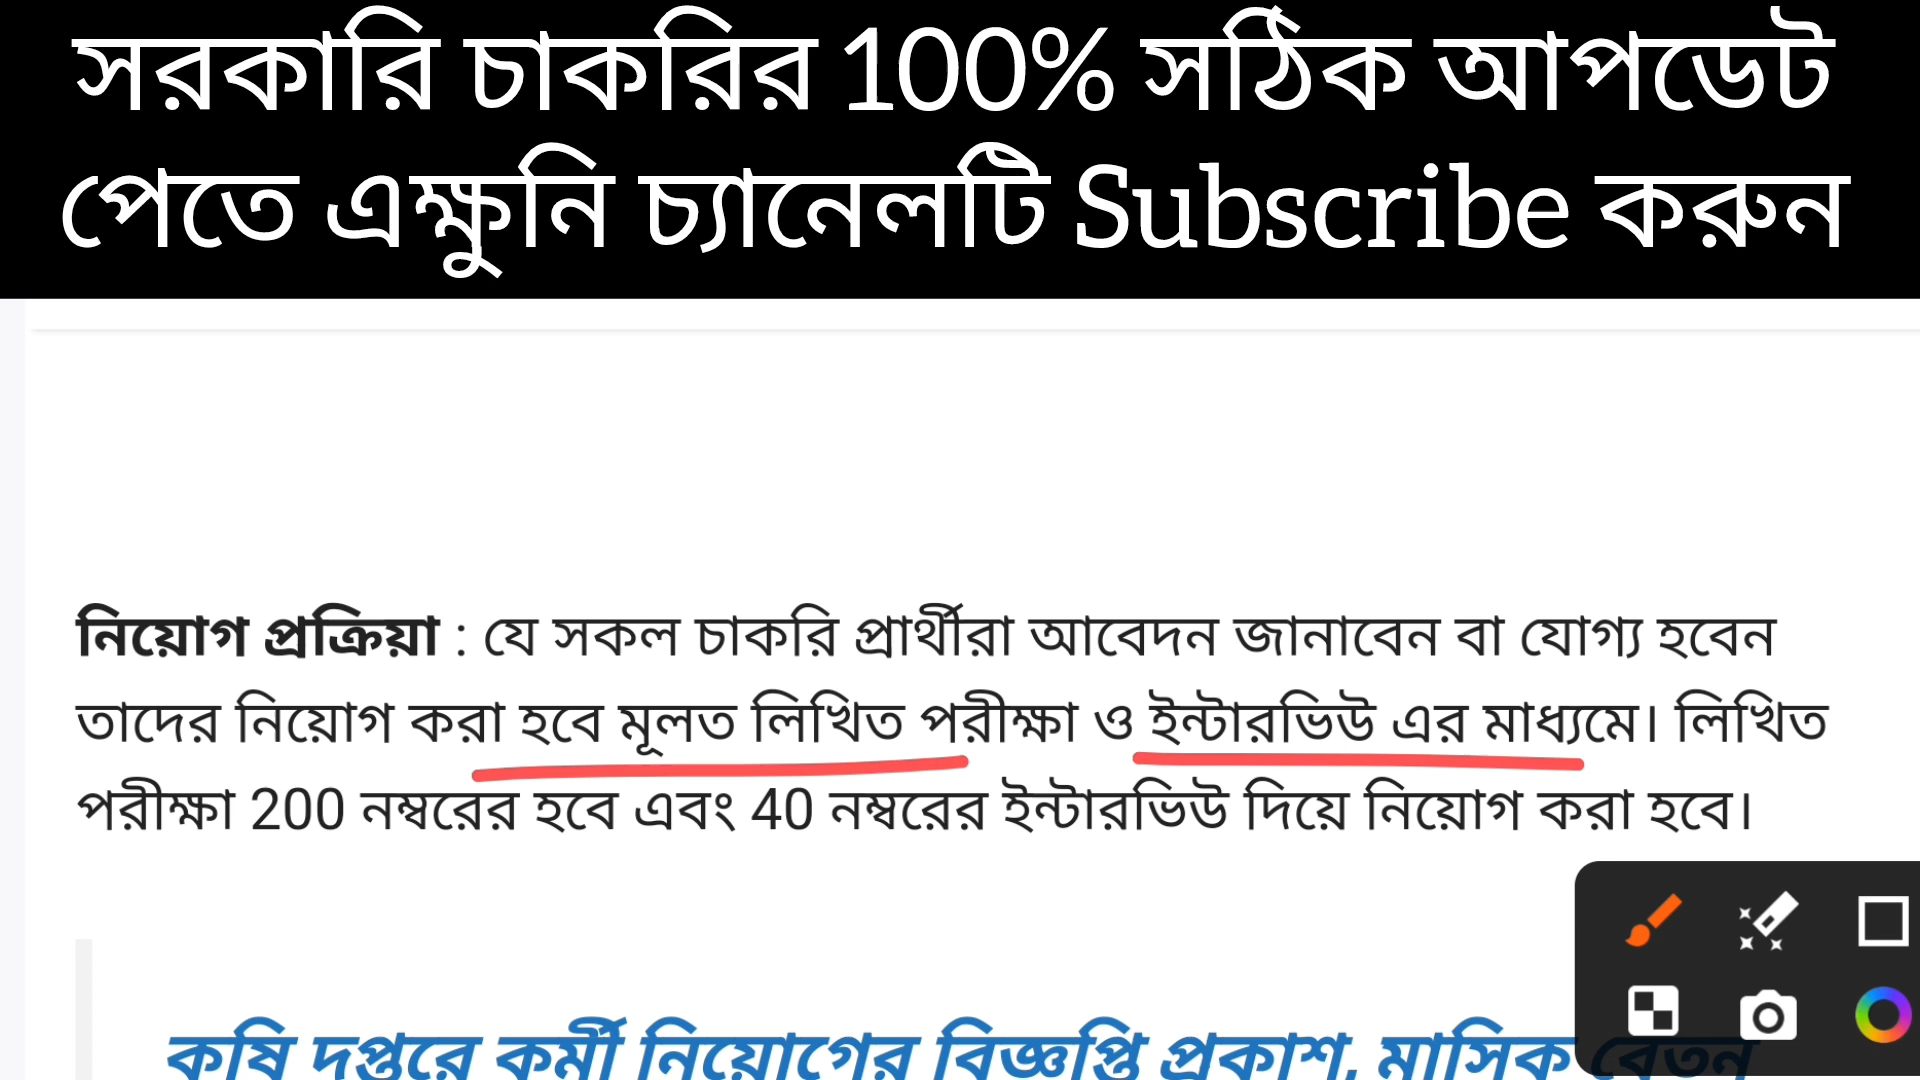 সরকারি চাকরির 100% সঠিক আপডেট
পেতে এক্ষুনি চ্যানেলটি Subscribe করুন
নিয়োগ প্রক্রিয়া : যে সকল চাকরি প্রার্থীরা আবেদন জানাবেন বা যোগ্য হবেন
তাদের নিয়োগ করা হবে মূলত লিখিত পরীক্ষা ও ইন্টারভিউ এর মাধ্যমে। লিখিত
পরীক্ষা 200 নম্বরের হবে এবং 40 নম্বরের ইন্টারভিউ দিয়ে নিয়োগ করা হবে।
কৃষি দপ্তরে কর্মী নিয়োগের বিজ্ঞপ্তি প্রকাশ, মাসিক বেতন